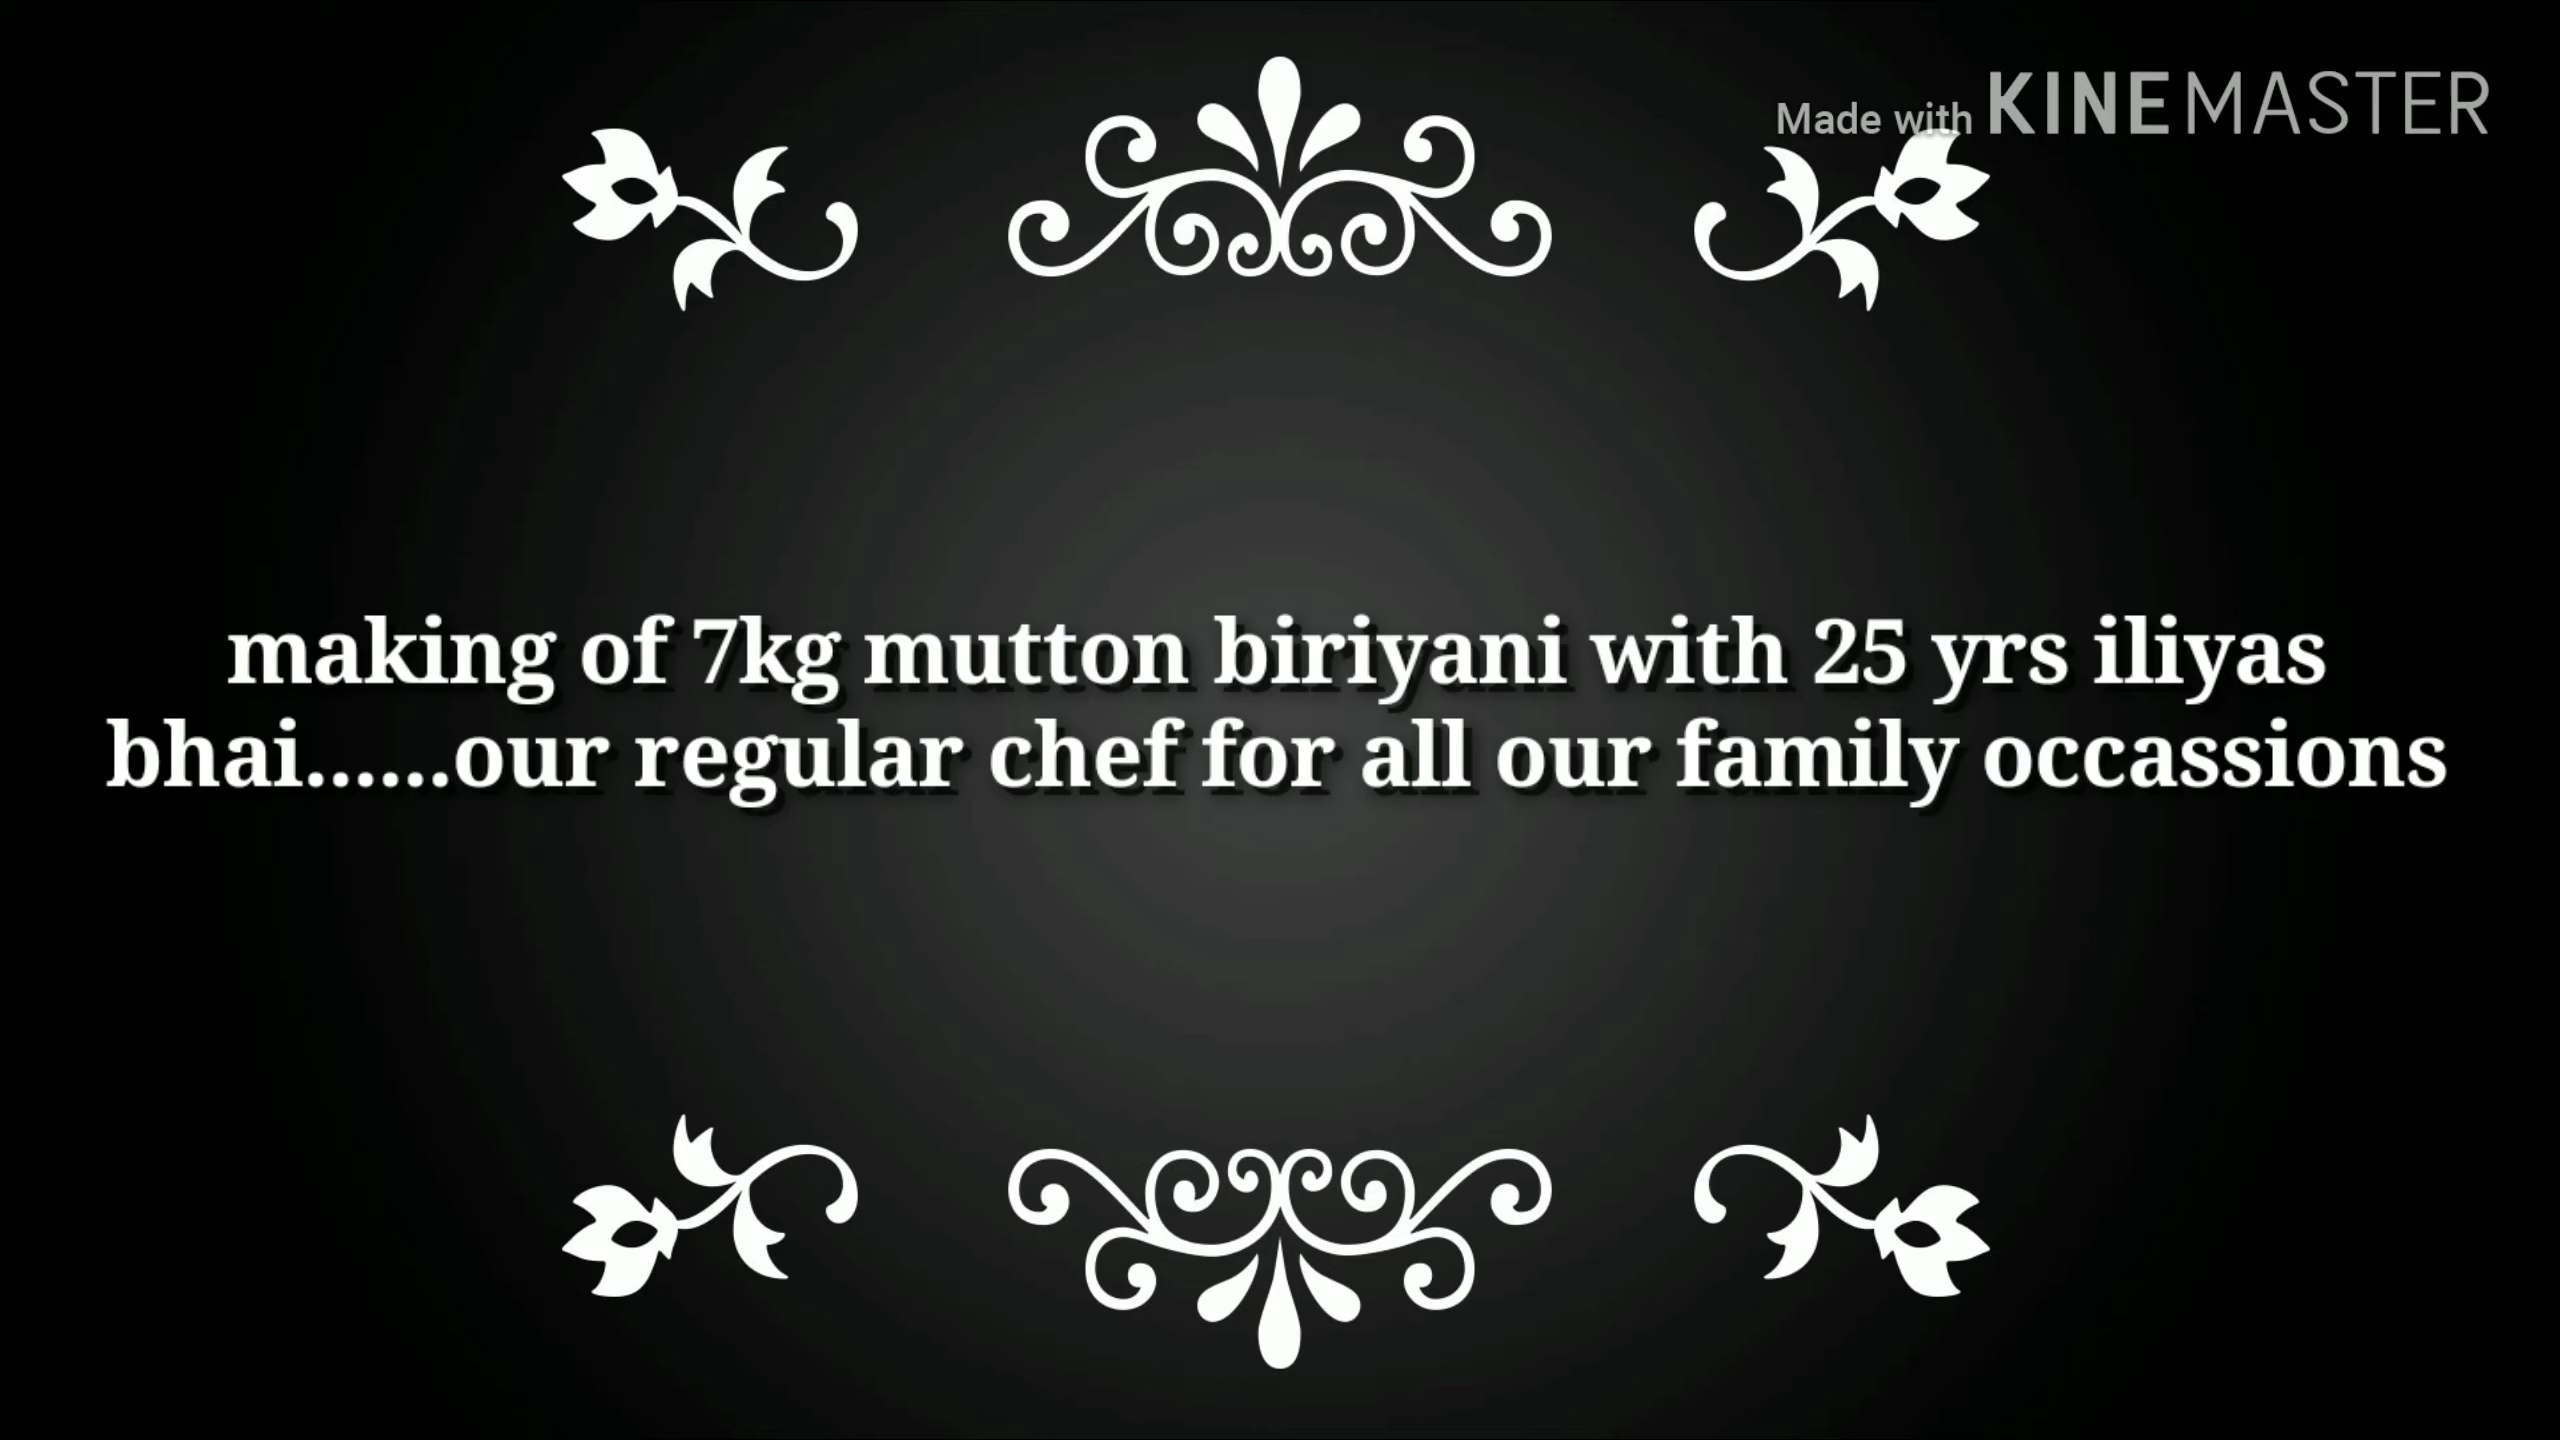 Made with KINEMASTER
making of 7kg mutton biriyani with 25 yrs iliyas
bhai......our regular chef for all our family occassions